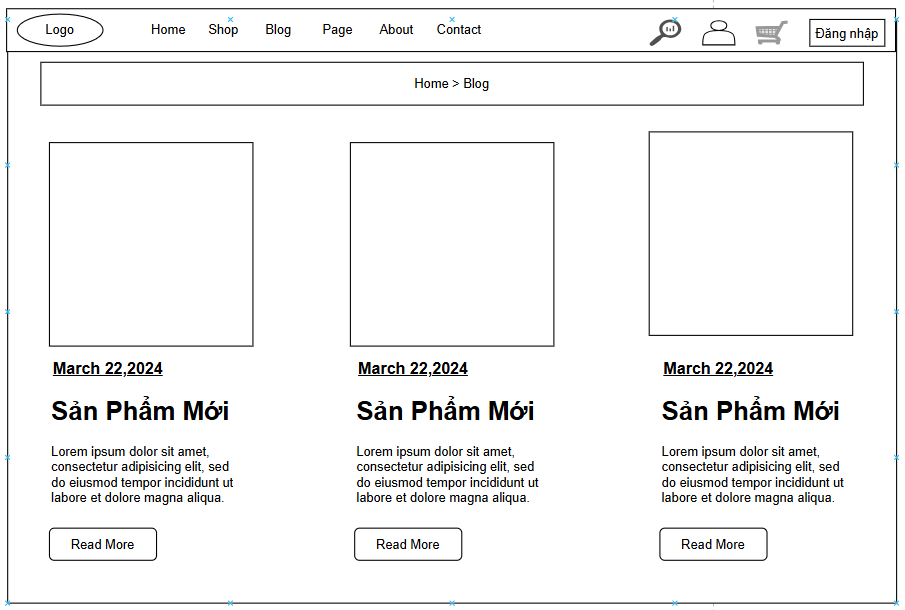 Logo
Home Shop Blog Page About Contact
Đăng nhập
Home > Blog
March 22,2024
Sản Phẩm Mới
Lorem ipsum dolor sit amet,
consectetur adipisicing elit, sed
do eiusmod tempor incididunt ut
labore et dolore magna aliqua.
Read More
March 22,2024
Sản Phẩm Mới
Lorem ipsum dolor sit amet,
consectetur adipisicing elit, sed
do eiusmod tempor incididunt ut
labore et dolore magna aliqua.
Read More
March 22,2024
Sản Phẩm Mới
Lorem ipsum dolor sit amet,
consectetur adipisicing elit, sed
do eiusmod tempor incididunt ut
labore et dolore magna aliqua.
Read More